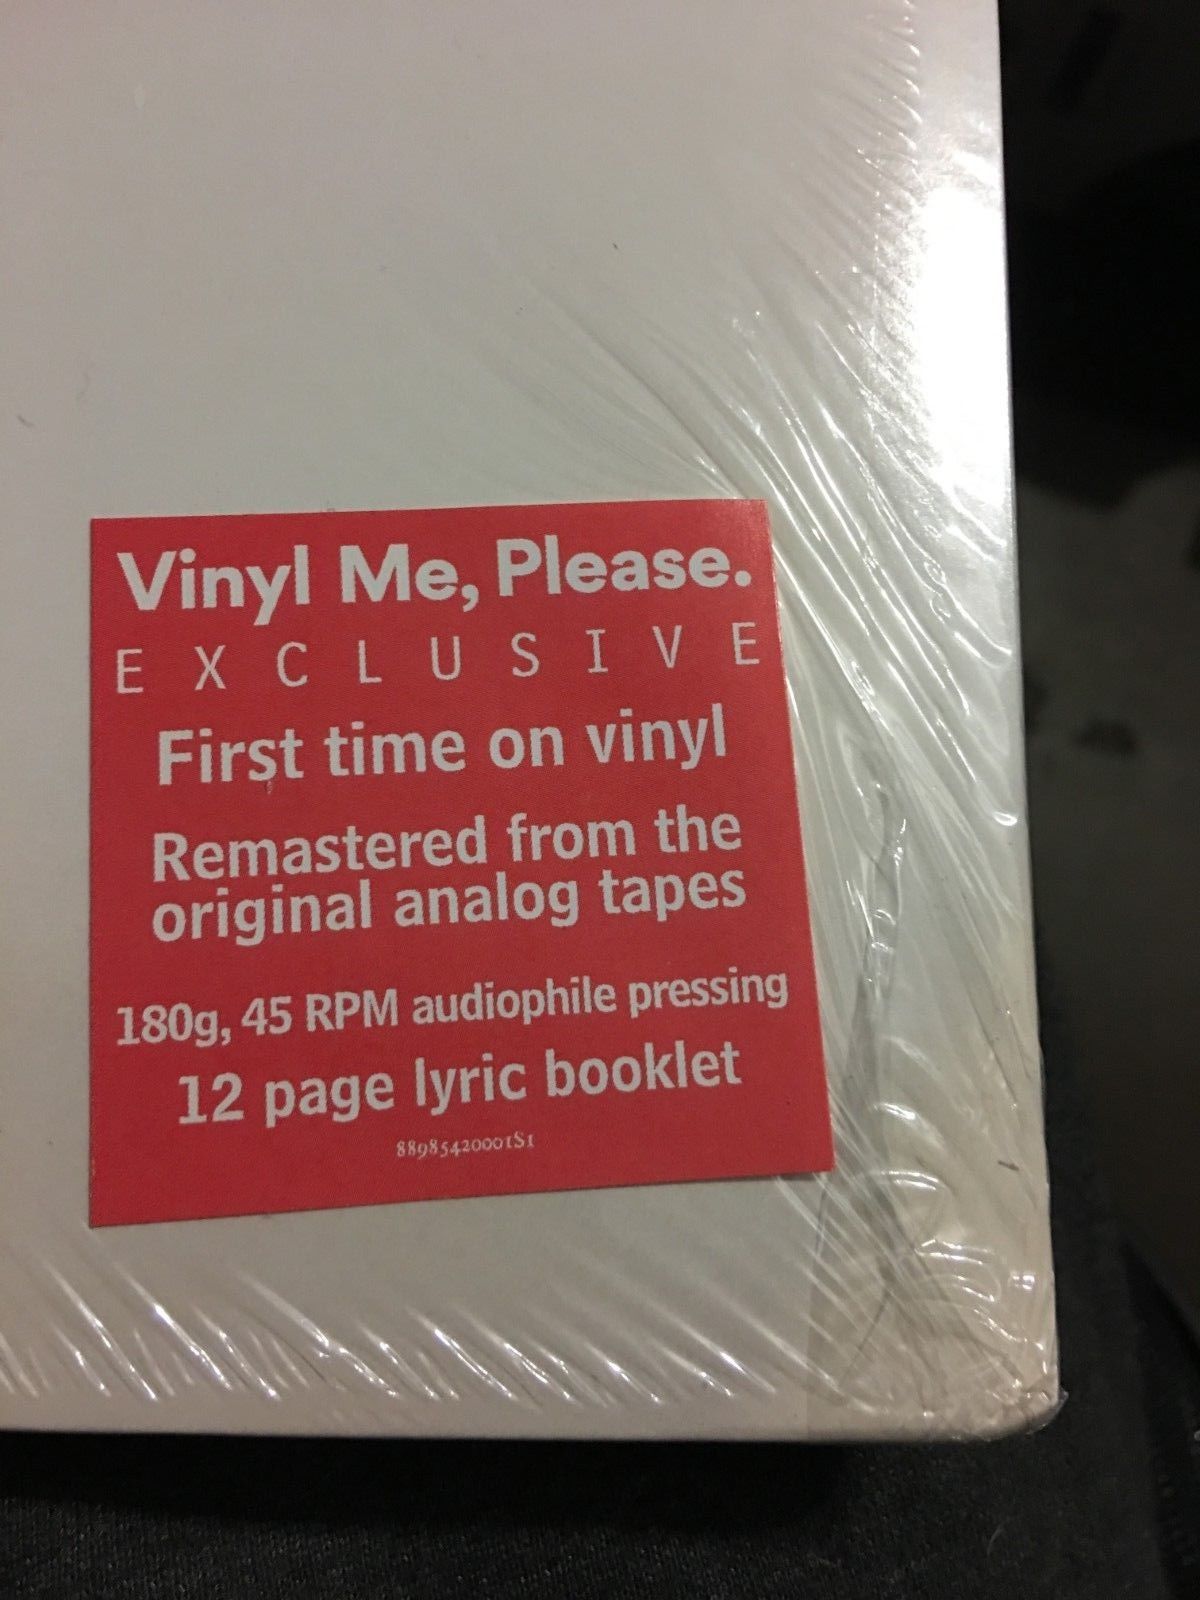 Vinyl Me, Please.
EXCLUSIVE
First time on vinyl
Remastered from the
original analog tapes
180g, 45 RPM audiophile pressing
12 page lyric booklet
88985420001S1